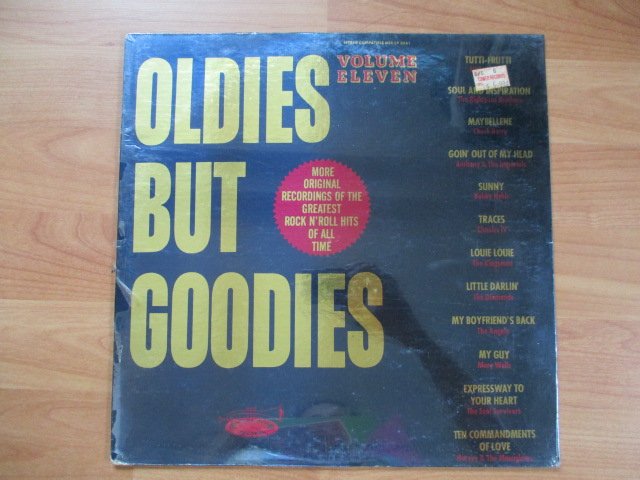 VOLUME
ELEVEN
OLDIES
BUT
GOODIES
MORE
ORIGINAL
RECORDINGS OF THE
GREATEST
ROCK N'ROLL HITS
OF ALL
TIME
TUTTI-FRUTTI
SOUL AND INSPIRATION
The Righteous Brothers
MAYBELLENE
Chuck Berry
GOIN' OUT OF MY HEAD
Anthony & The Imperials
SUNNY
Bobby Hebb
TRACES
Classics IV
LOUIE LOUIE
The Kingsmen
LITTLE DARLIN'
The Diamonds
MY BOYFRIEND'S BACK
The Angels
MY GUY
Mary Wells
EXPRESSWAY TO
YOUR HEART
The Soul Survivors
TEN COMMANDMENTS
OF LOVE
Harvey & The Moonglows